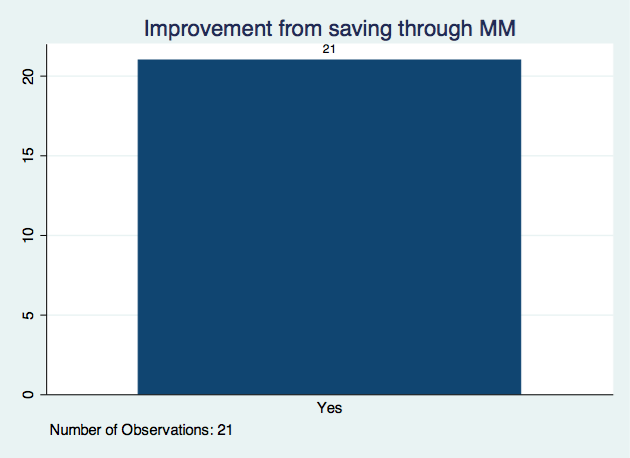 Improvement from saving through MM
21
20
15
10
5
0
Yes
Number of Observations: 21